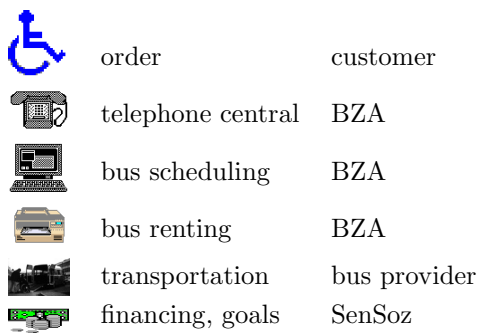 order customer
telephone central BZA
bus scheduling BZA
bus renting BZA
transportation bus provider
financing, goals SenSoz